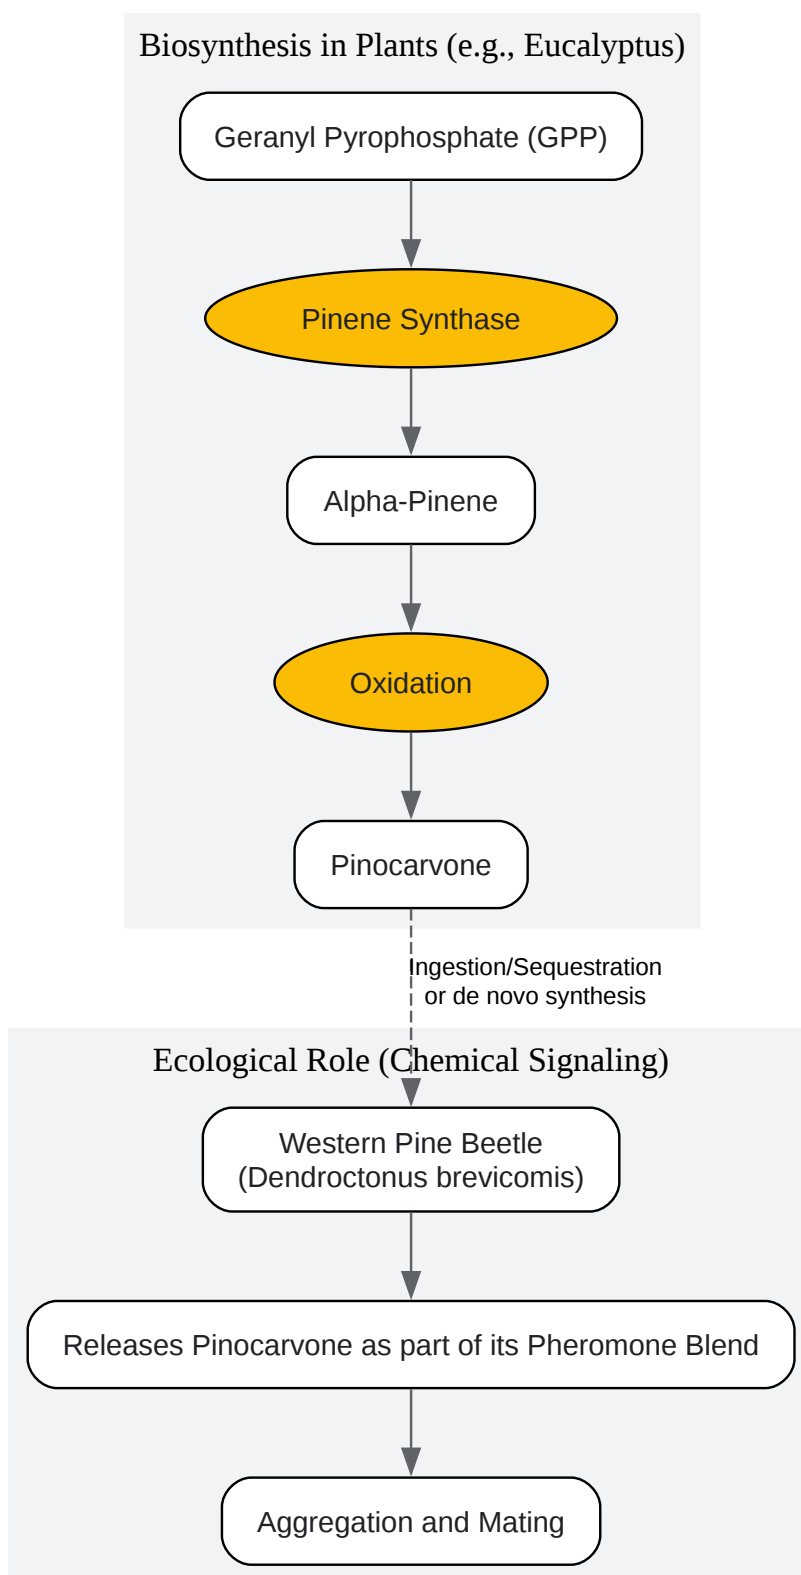 Biosynthesis in Plants (e.g., Eucalyptus)
Geranyl Pyrophosphate (GPP)
Pinene Synthase
Alpha-Pinene
Oxidation
Pinocarvone
Ingestion/Sequestration
or de novo synthesis
Ecological Role (Chemical Signaling)
Western Pine Beetle
(Dendroctonus brevicomis)
Releases Pinocarvone as part of its Pheromone Blend
Aggregation and Mating